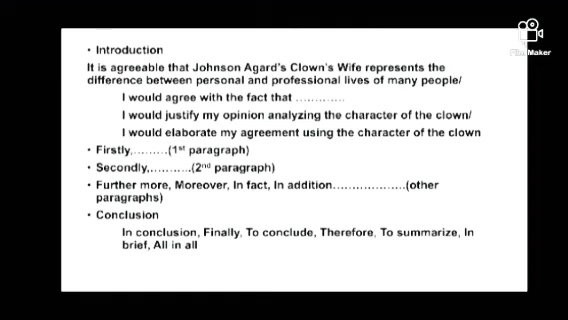 • Introduction
It is agreeable that Johnson Agard's Clown's Wife represents the
difference between personal and professional lives of many people/
I would agree with the fact that .............
I would justify my opinion analyzing the character of the clown/
I would elaborate my agreement using the character of the clown
• Firstly,.........(1st paragraph)
• Secondly,...........(2nd paragraph)
• Further more, Moreover, In fact, In addition...................(other
paragraphs)
• Conclusion
In conclusion, Finally, To conclude, Therefore, To summarize, In
brief, All in all
FilmMaker